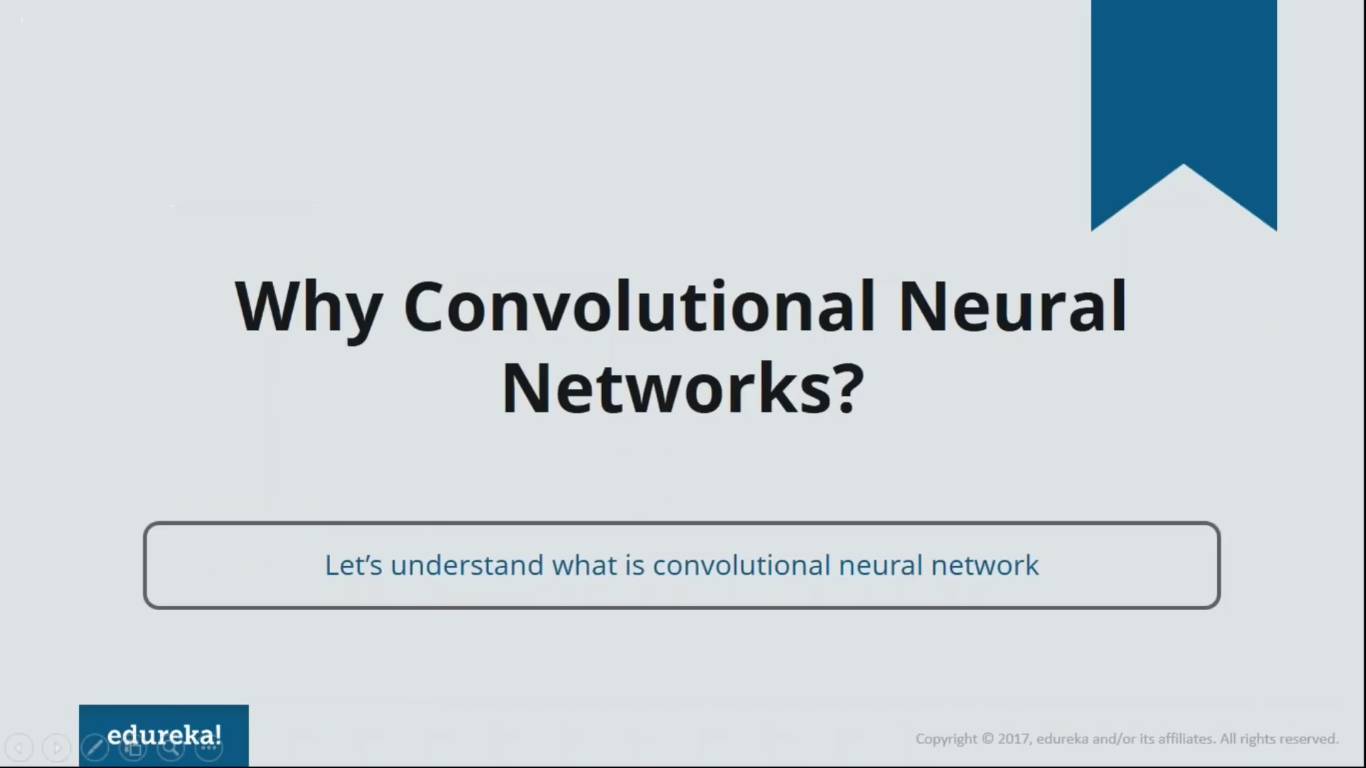 Why Convolutional Neural
Networks?
Let's understand what is convolutional neural network
edureka!
Copyright © 2017, edureka and/or its affiliates. All rights reserved.